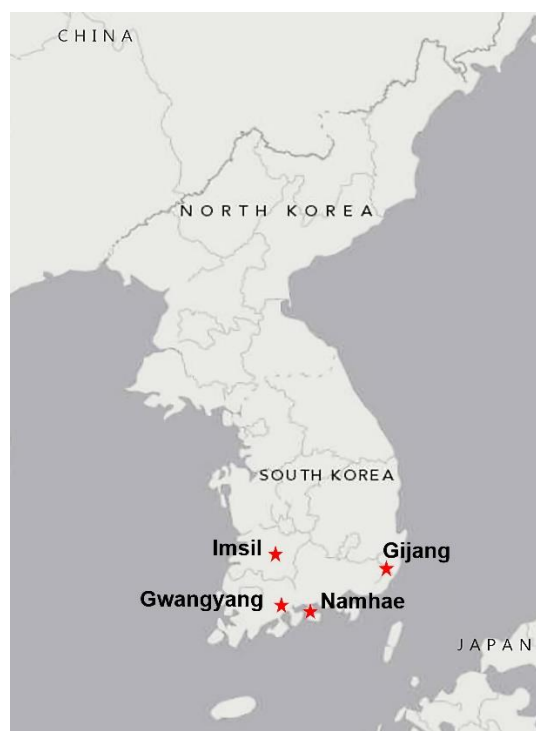 CHINA
NORTH KOREA
SOUTH KOREA
Imsil
Gijang
Gwangyang
Namhae
JAPAN